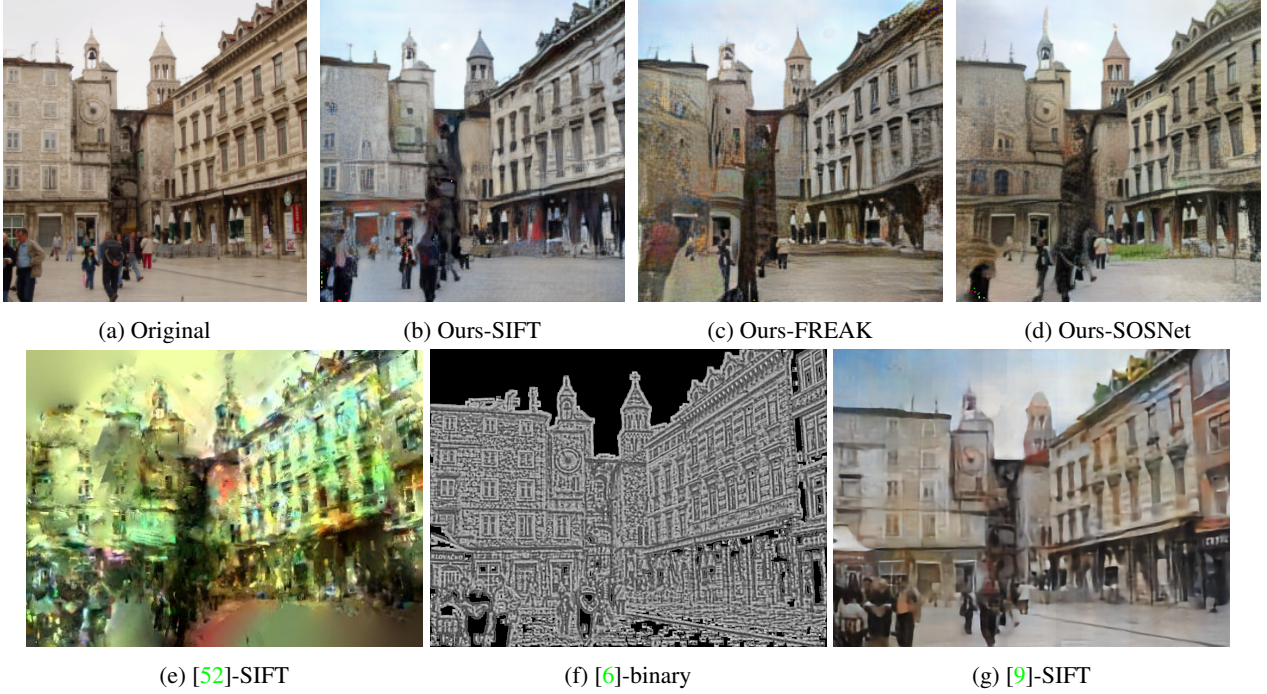 (a) Original
(b) Ours-SIFT
(c) Ours-FREAK
(d) Ours-SOSNet
(e) [52]-SIFT
(f) [6]-binary
(g) [9]-SIFT